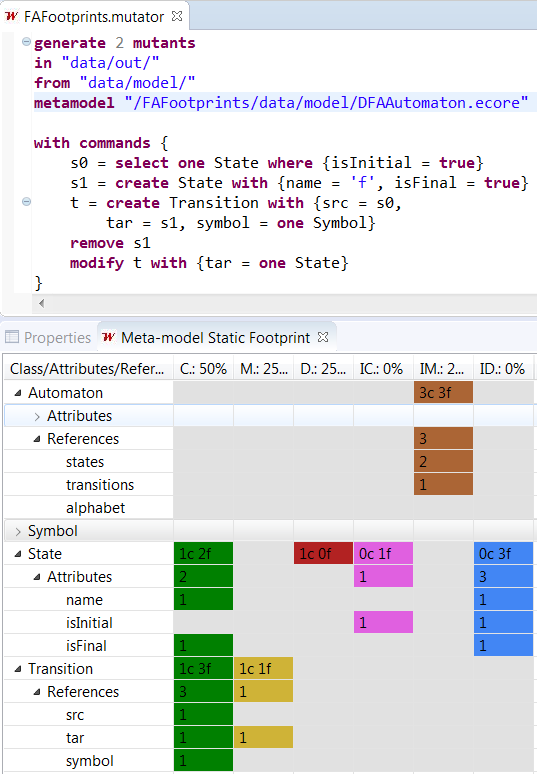 FAFootprints.mutator
generate 2 mutants
in "data/out/"
from "data/model/"
metamodel "/FAFootprints/data/model/DFAAutomaton.ecore"
with commands {
s0 = select one State where {isInitial = true}
s1 = create State with {name = 'f', isFinal = true}
t = create Transition with {src = s0,
tar = s1, symbol = one Symbol}
remove s1
modify t with {tar = one State}
}
Properties Meta-model Static Footprint
Class/Attributes/Refer... C.: 50% M.: 25... D.: 25... IC: 0% IM.: 2... ID.: 0%
Automaton 3c 3f
Attributes
References 3
states 2
transitions 1
alphabet
Symbol
State 1c 2f 1c 0f 0c 1f 0c 3f
Attributes 2 1 3
name 1 1
isInitial 1 1
isFinal 1 1
Transition 1c 3f 1c 1f
References 3 1
src 1
tar 1 1
symbol 1